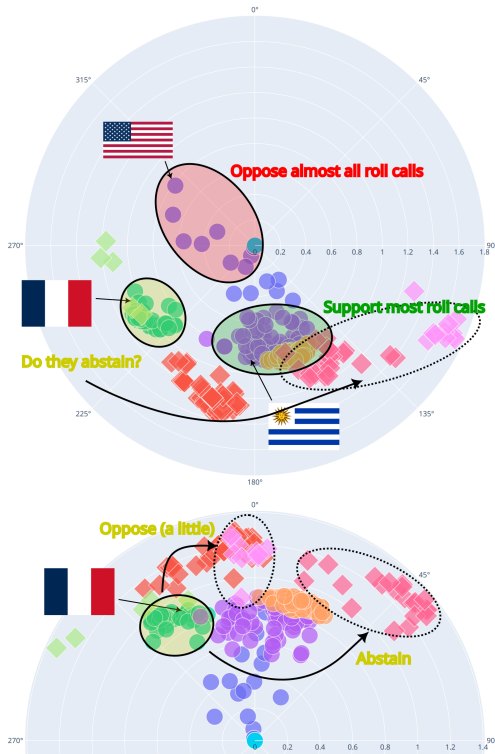 0°
315°
45°
Oppose almost all roll calls
270°
0 0.2 0.4 0.6 0.8 1 1.2 1.4 1.6 1.8
90
Support most roll calls
Do they abstain?
225°
135°
180°
0°
Oppose (a little)
45°
Abstain
270°
0 0.2 0.4 0.6 0.8 1 1.2 1.4
90